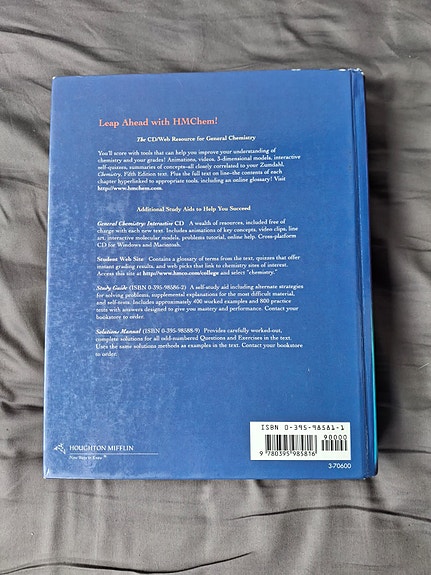 Leap Ahead with HMChem!
The CD/Web Resource for General Chemistry
You'll score with tools that can help you improve your understanding of
chemistry and your grades! Animations, videos, 3-dimensional models, interactive
self-quizzes, summaries of concepts–all closely correlated to your Zumdahl,
Chemistry, Fifth Edition text. Plus the full text on line–the contents of each
chapter hyperlinked to appropriate tools, including an online glossary! Visit
http://www.hmchem.com.
Additional Study Aids to Help You Succeed
General Chemistry: Interactive CD A wealth of resources, included free of
charge with each new text. Includes animations of key concepts, video clips, line
art, interactive molecular models, problems tutorial, online help. Cross-platform
CD for Windows and Macintosh.
Student Web Site Contains a glossary of terms from the text, quizzes that offer
instant grading results, and web picks that link to chemistry sites of interest.
Access this site at http://www.hmco.com/college and select "chemistry."
Study Guide (ISBN 0-395-98586-2) A self-study aid including alternate strategies
for solving problems, supplemental explanations for the most difficult material,
and self-tests. Includes approximately 400 worked examples and 800 practice
tests with answers designed to give you mastery and performance. Contact your
bookstore to order.
Solutions Manual (ISBN 0-395-98588-9) Provides carefully worked-out,
complete solutions for all odd-numbered Questions and Exercises in the text.
Uses the same solutions methods as examples in the text. Contact your bookstore
to order.
ISBN 0-395-98581-1
90000
9 780395 985816
HOUGHTON MIFFLIN
New Ways to Know™
3-70600